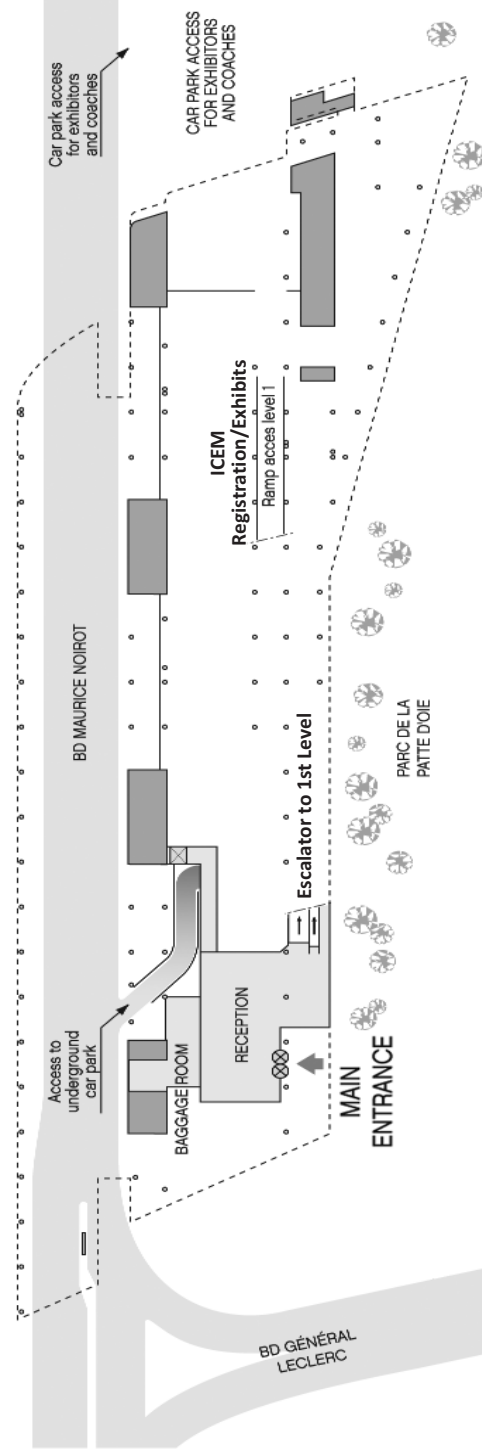 Car park access
for exhibitors
and coaches
CAR PARK ACCESS
FOR EXHIBITORS
AND COACHES
BD MAURICE NOIROT
ICEM
Registration/Exhibits
Ramp acces level 1
Escalator to 1st Level
PARC DE LA
PATTE D'OIE
Access to
underground
car park
BAGGAGE ROOM
RECEPTION
MAIN
ENTRANCE
BD GÉNÉRAL
LECLERC